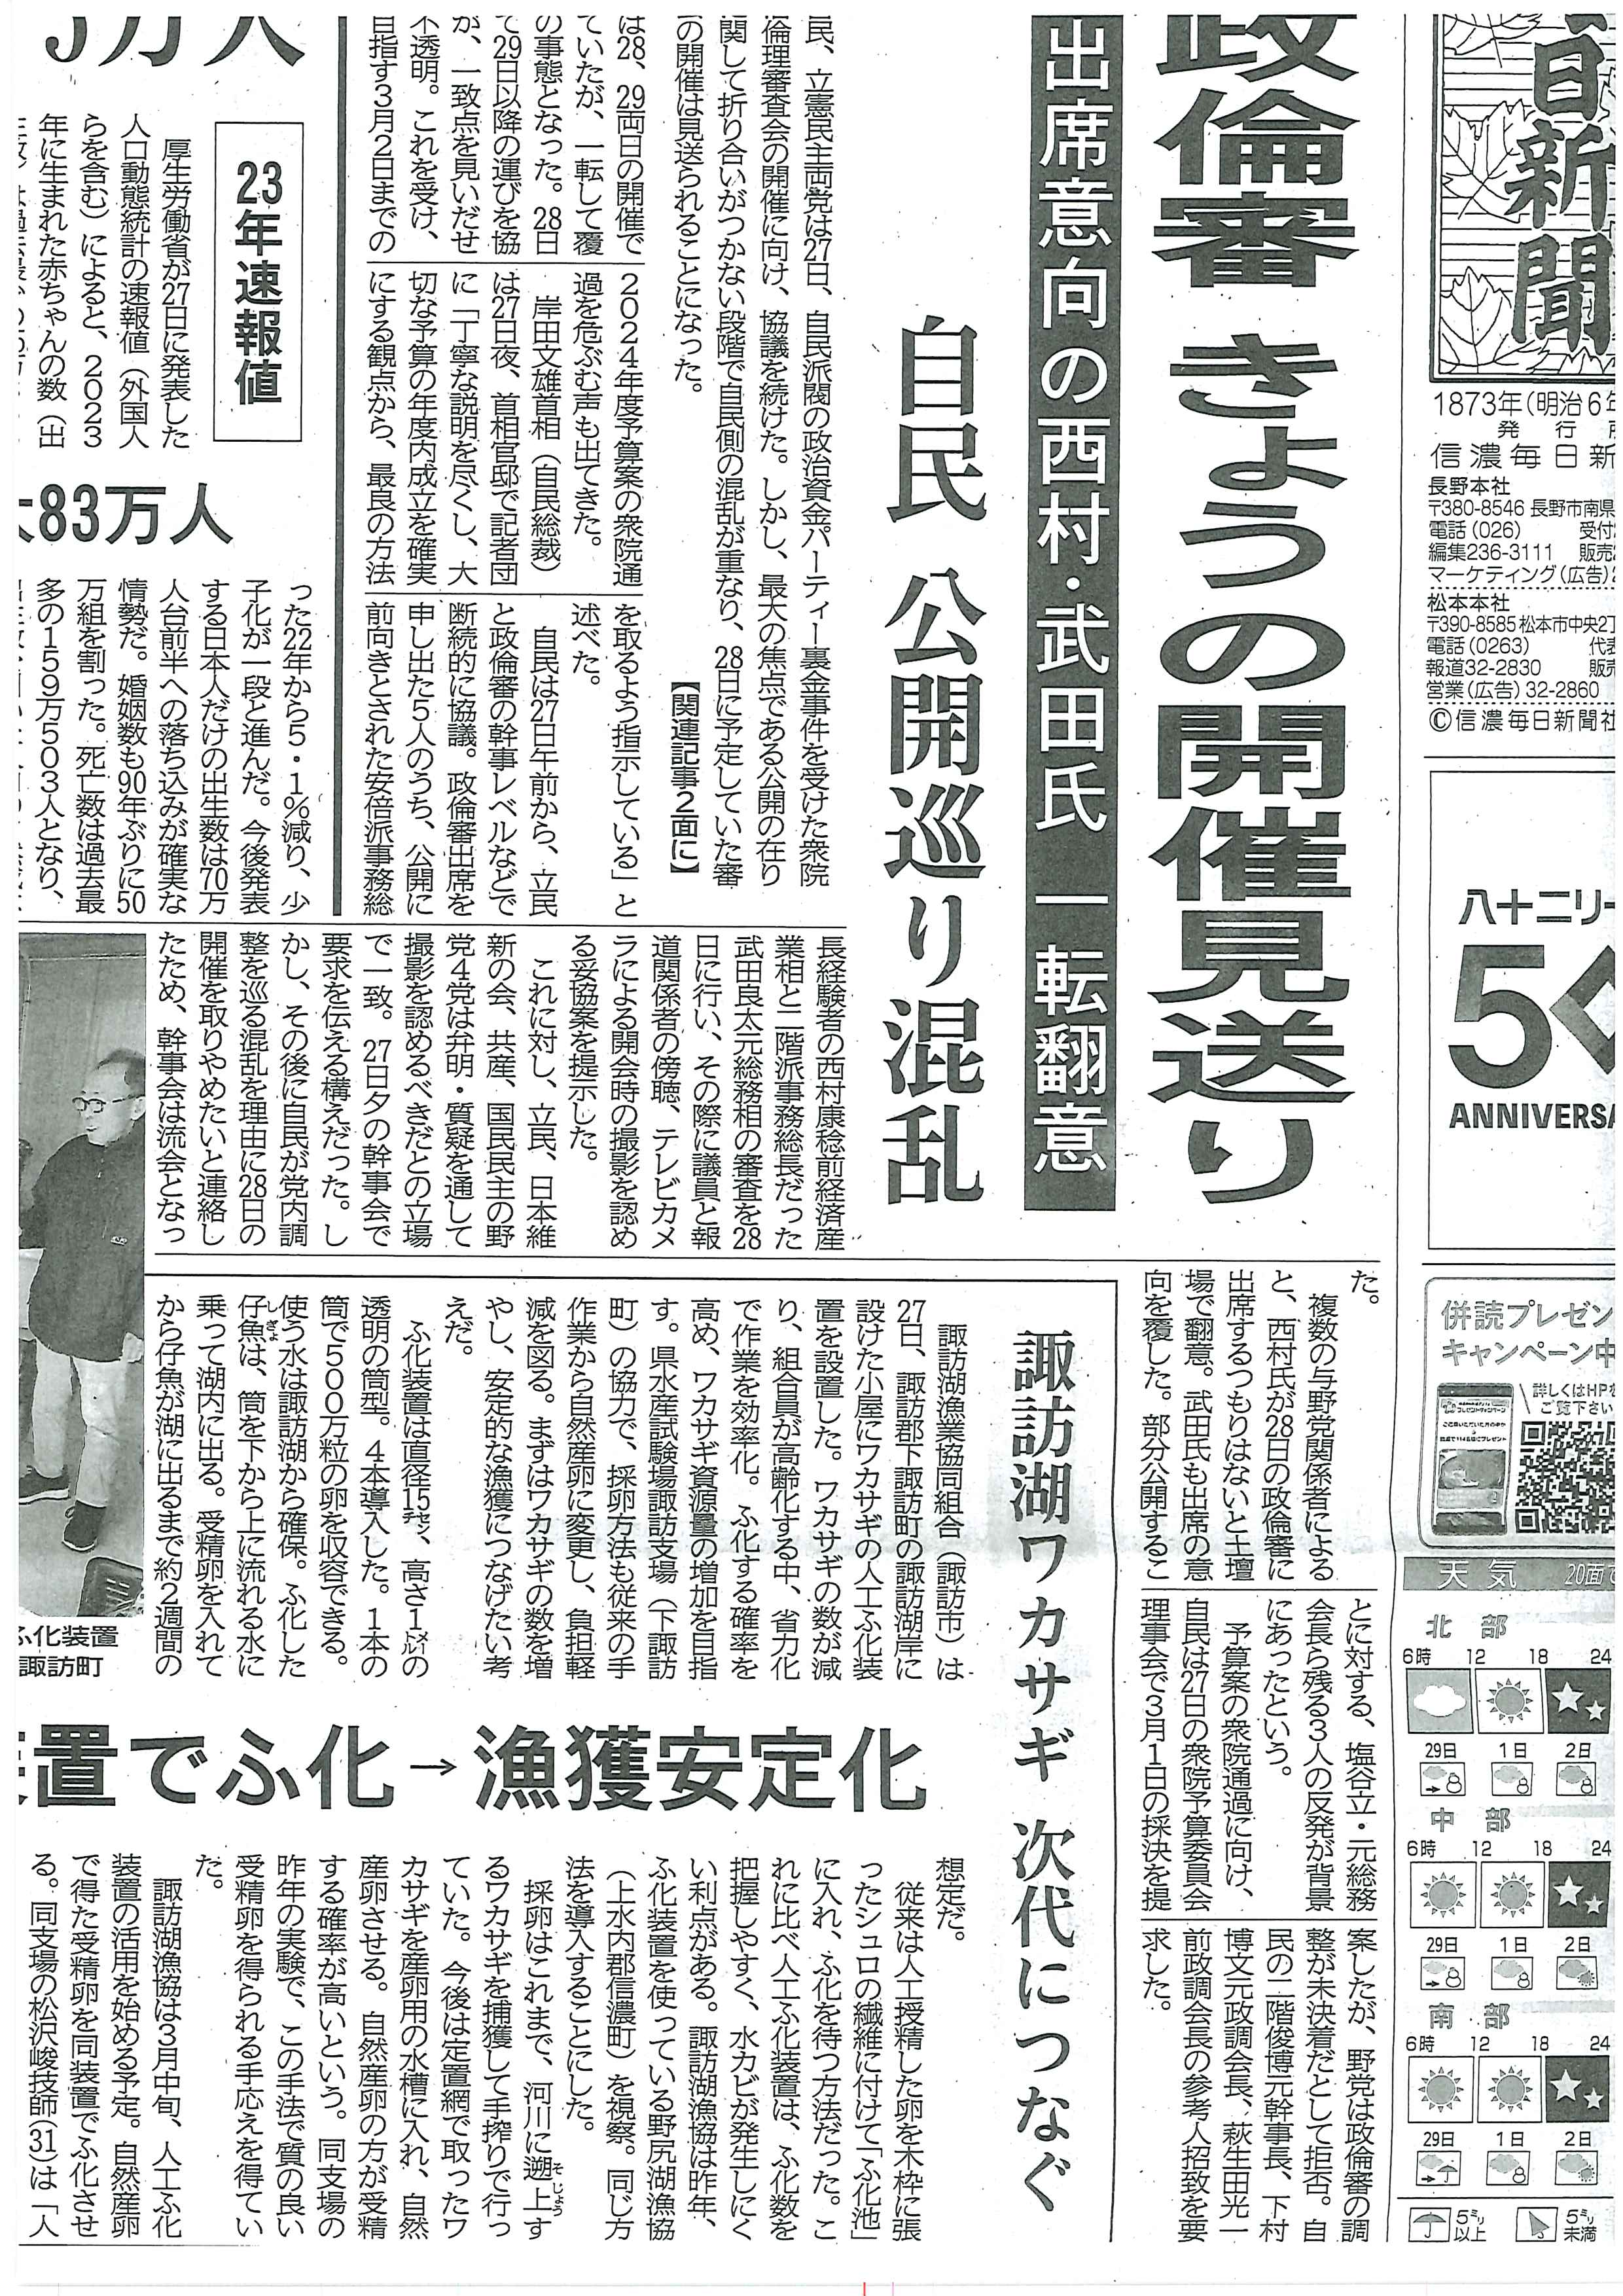 日新聞
1873年(明治6年
発行所
信濃毎日新
長野本社
〒380-8546 長野市南県
電話(026) 受付
編集236-3111 販売
マーケティング(広告)
松本本社
〒390-8585 松本市中央2丁
電話(0263) 代表
報道32-2830 販売
営業(広告)32-2860
©信濃毎日新聞社
八十二リー
50
ANNIVERSA
併読プレゼン
キャンペーン中
詳しくはHPを
ご覧下さい
天気 20面で
北部
6時 12 18 24
29日 1日 2日
中部
6時 12 18 24
29日 1日 2日
南部
6時 12 18 24
29日 1日 2日
5ミリ以上
5ミリ未満
政倫審 きょうの開催見送り
出席意向の西村・武田氏 一転翻意
自民 公開巡り混乱
民、立憲民主両党は27日、自民派閥の政治資金パーティー裏金事件を受けた衆院
倫理審査会の開催に向け、協議を続けた。しかし、最大の焦点である公開の在り
関して折り合いがつかない段階で自民側の混乱が重なり、28日に予定していた審
の開催は見送られることになった。
【関連記事2面に】
は28、29両日の開催で
ていたが、一転して覆
の事態となった。28日
て29日以降の運びを協
が、一致点を見いだせ
不透明。これを受け、
目指す3月2日までの
2024年度予算案の衆院通
過を危ぶむ声も出てきた。
岸田文雄首相(自民総裁)
は27日夜、首相官邸で記者団
に「丁寧な説明を尽くし、大
切な予算の年度内成立を確実
にする観点から、最良の方法
を取るよう指示している」と
述べた。
自民は27日午前から、立民
と政倫審の幹事レベルなどで
断続的に協議。政倫審出席を
申し出た5人のうち、公開に
前向きとされた安倍派事務総
長経験者の西村康稔前経済産
業相と二階派事務総長だった
武田良太元総務相の審査を28
日に行い、その際に議員と報
道関係者の傍聴、テレビカメ
ラによる開会時の撮影を認め
る妥協案を提示した。
これに対し、立民、日本維
新の会、共産、国民民主の野
党4党は弁明・質疑を通して
撮影を認めるべきだとの立場
で一致。27日夕の幹事会で
要求を伝える構えだった。し
かし、その後に自民が党内調
整を巡る混乱を理由に28日の
開催を取りやめたいと連絡し
たため、幹事会は流会となっ
た。
複数の与野党関係者による
と、西村氏が28日の政倫審に
出席するつもりはないと土壇
場で翻意。武田氏も出席の意
向を覆した。部分公開するこ
とに対する、塩谷立・元総務
会長ら残る3人の反発が背景
にあったという。
予算案の衆院通過に向け、
自民は27日の衆院予算委員会
理事会で3月1日の採決を提
案したが、野党は政倫審の調
整が未決着だとして拒否。自
民の二階俊博元幹事長、下村
博文元政調会長、萩生田光一
前政調会長の参考人招致を要
求した。
万人
23年速報値
厚生労働省が27日に発表した
人口動態統計の速報値(外国人
らを含む)によると、2023
年に生まれた赤ちゃんの数(出
83万人
った22年から5・1%減り、少
子化が一段と進んだ。今後発表
する日本人だけの出生数は70万
人台前半への落ち込みが確実な
情勢だ。婚姻数も90年ぶりに50
万組を割った。死亡数は過去最
多の159万503人となり、
諏訪湖ワカサギ 次代につなぐ
置でふ化→漁獲安定化
諏訪湖漁業協同組合(諏訪市)は
27日、諏訪郡下諏訪町の諏訪湖岸に
設けた小屋にワカサギの人工ふ化装
置を設置した。ワカサギの数が減
り、組合員が高齢化する中、省力化
で作業を効率化。ふ化する確率を
高め、ワカサギ資源量の増加を目指
す。県水産試験場諏訪支場(下諏訪
町)の協力で、採卵方法も従来の手
作業から自然産卵に変更し、負担軽
減を図る。まずはワカサギの数を増
やし、安定的な漁獲につなげたい考
えだ。
ふ化装置は直径15センチ、高さ1メートルの
透明の筒型。4本導入した。1本の
筒で500万粒の卵を収容できる。
使う水は諏訪湖から確保。ふ化した
仔魚(しぎょ)は、筒を下から上に流れる水に
乗って湖内に出る。受精卵を入れて
から仔魚が湖に出るまで約2週間の
想定だ。
従来は人工授精した卵を木枠に張
ったシュロの繊維に付けて「ふ化池」
に入れ、ふ化を待つ方法だった。こ
れに比べ人工ふ化装置は、ふ化数を
把握しやすく、水カビが発生しにく
い利点がある。諏訪湖漁協は昨年、
ふ化装置を使っている野尻湖漁協
(上水内郡信濃町)を視察。同じ方
法を導入することにした。
採卵はこれまで、河川に遡上(そじょう)す
るワカサギを捕獲して手搾りで行っ
ていた。今後は定置網で取ったワ
カサギを産卵用の水槽に入れ、自然
産卵させる。自然産卵の方が受精
する確率が高いという。同支場の
昨年の実験で、この手法で質の良い
受精卵を得られる手応えを得てい
た。
諏訪湖漁協は3月中旬、人工ふ化
装置の活用を始める予定。自然産卵
で得た受精卵を同装置でふ化させ
る。同支場の松沢峻技師(31)は「人
ふ化装置
諏訪町